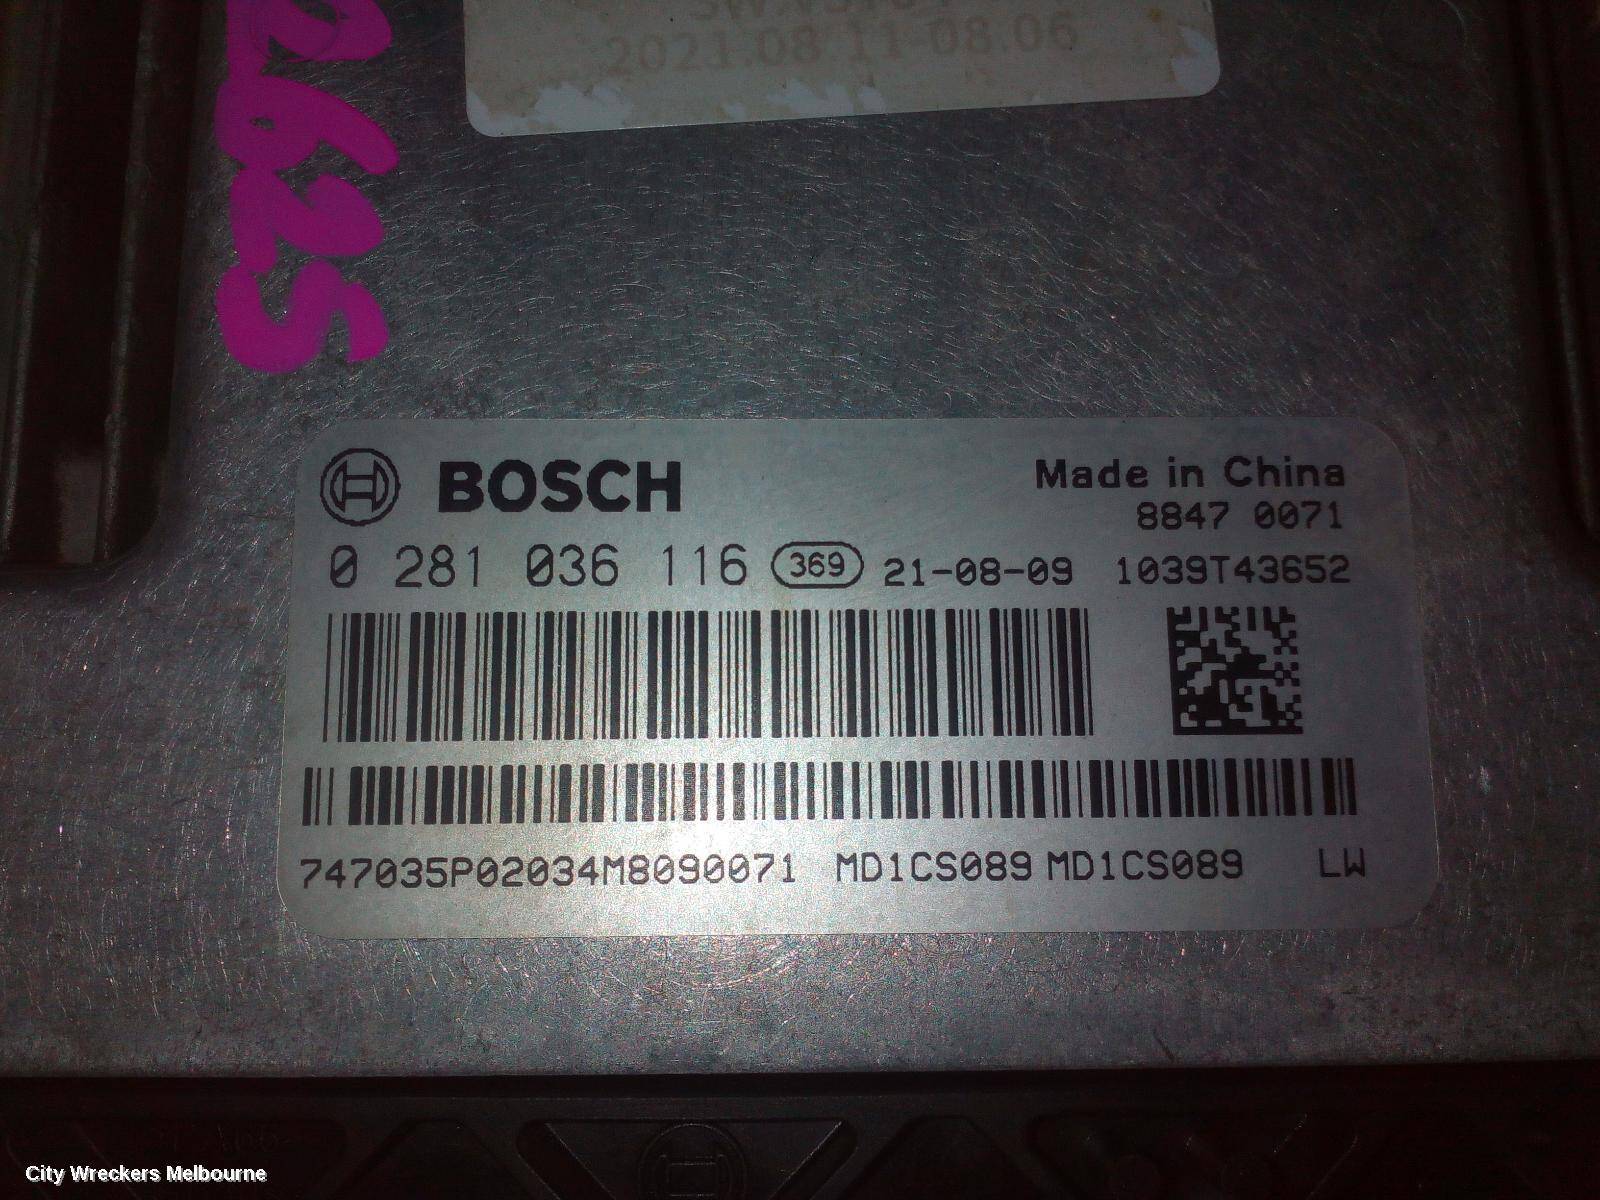 2021.08 11-08.06
D625
BOSCH
Made in China
8847 0071
0 281 036 116 369 21-08-09 1039T43652
747035P02034M8090071 MD1CS089 MD1CS089 LW
City Wreckers Melbourne